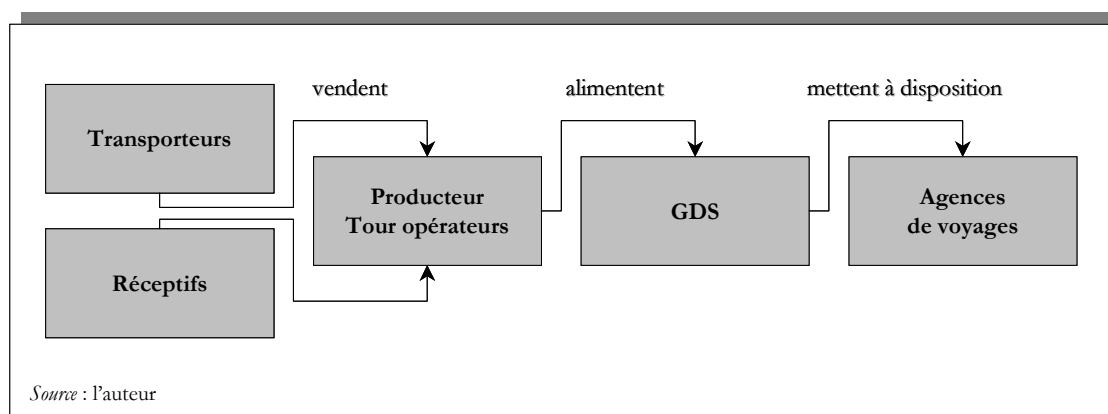 vendent
alimentent
mettent à disposition
Transporteurs
Producteur
Tour opérateurs
GDS
Agences
de voyages
Réceptifs
Source : l'auteur